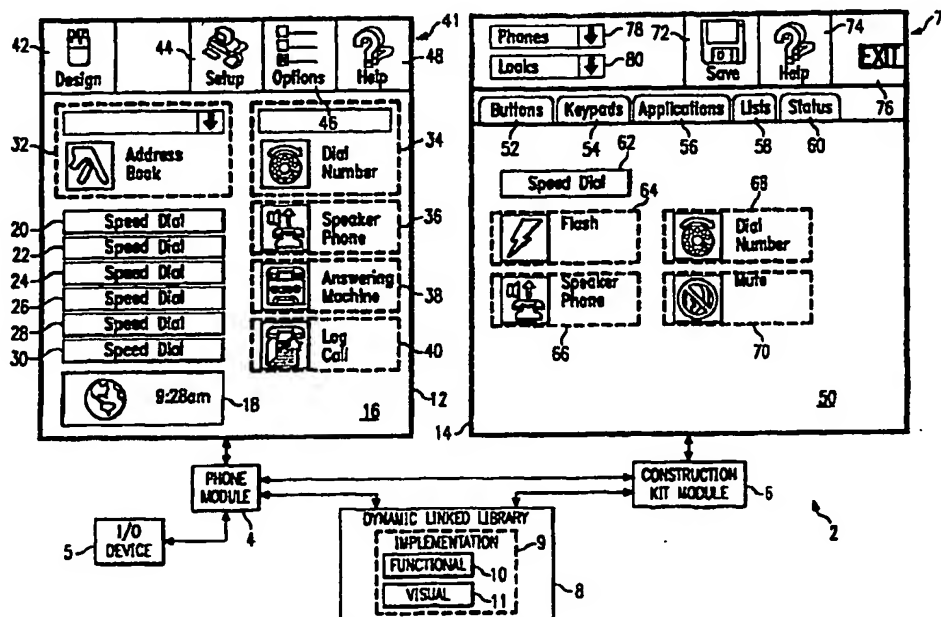 42
Design
44
Setup
Options
Help
41
48
46
32
Address
Book
34
Dial
Number
36
Speaker
Phone
38
Answering
Machine
40
Log
Call
20
Speed Dial
22
Speed Dial
24
Speed Dial
26
Speed Dial
28
Speed Dial
30
Speed Dial
9:28am
18
16
12
Phones
78
Looks
80
72
Save
74
Help
EXIT
7
76
Buttons
Keypads
Applications
Lists
Status
52
54
56
58
60
62
Speed Dial
64
Flash
68
Dial
Number
Speaker
Phone
66
Mute
70
50
14
PHONE
MODULE
4
CONSTRUCTION
KIT MODULE
6
2
I/O
DEVICE
5
DYNAMIC LINKED LIBRARY
IMPLEMENTATION
9
FUNCTIONAL
10
VISUAL
11
8